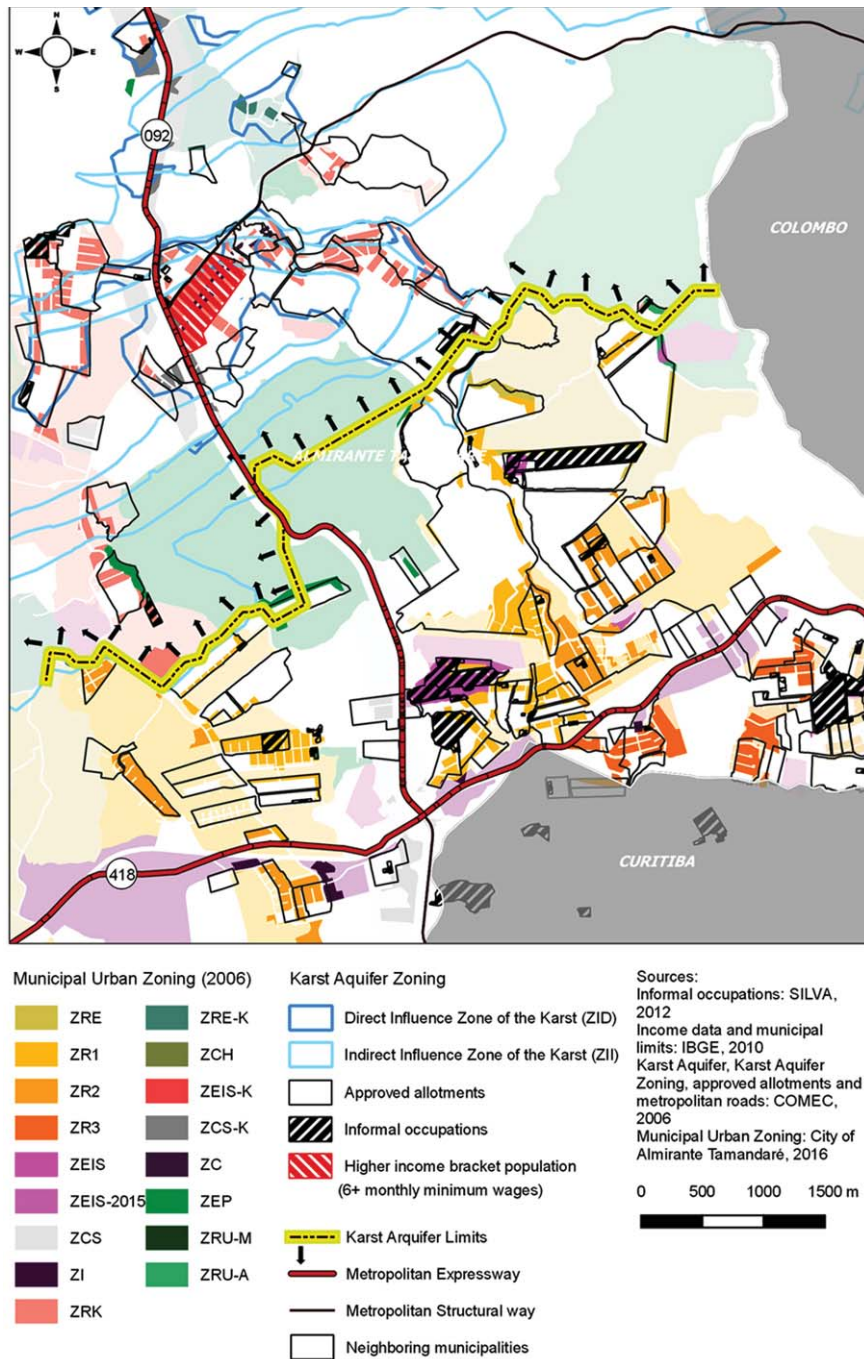 N
W
E
S
092
COLOMBO
ALMIRANTE TA
RE
CURITIBA
418
Municipal Urban Zoning (2006)
ZRE
ZR1
ZR2
ZR3
ZEIS
ZEIS-2015
ZCS
ZI
ZRK
ZRE-K
ZCH
ZEIS-K
ZCS-K
ZC
ZEP
ZRU-M
ZRU-A
Karst Aquifer Zoning
Direct Influence Zone of the Karst (ZID)
Indirect Influence Zone of the Karst (ZII)
Approved allotments
Informal occupations
Higher income bracket population
(6+ monthly minimum wages)
Karst Arquifer Limits
Metropolitan Expressway
Metropolitan Structural way
Neighboring municipalities
Sources:
Informal occupations: SILVA,
2012
Income data and municipal
limits: IBGE, 2010
Karst Aquifer, Karst Aquifer
Zoning, approved allotments and
metropolitan roads: COMEC,
2006
Municipal Urban Zoning: City of
Almirante Tamandaré, 2016
0 500 1000 1500 m